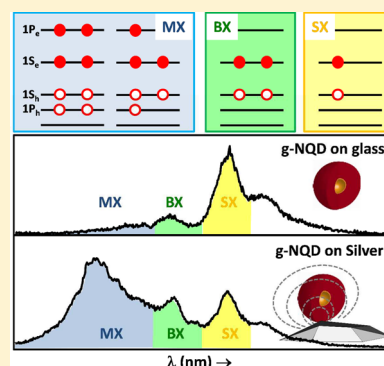 MX
BX
SX
1Pe
1Se
1Sh
1Ph
g-NQD on glass
MX
BX
SX
g-NQD on Silver
MX
BX
SX
λ (nm) →